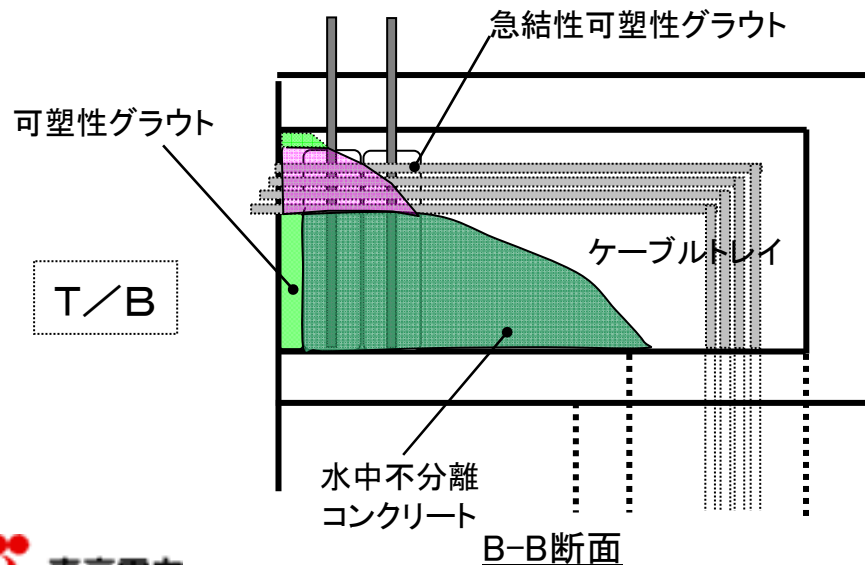 急結性可塑性グラウト
可塑性グラウト
ケーブルトレイ
T／B
水中不分離
コンクリート
B-B断面